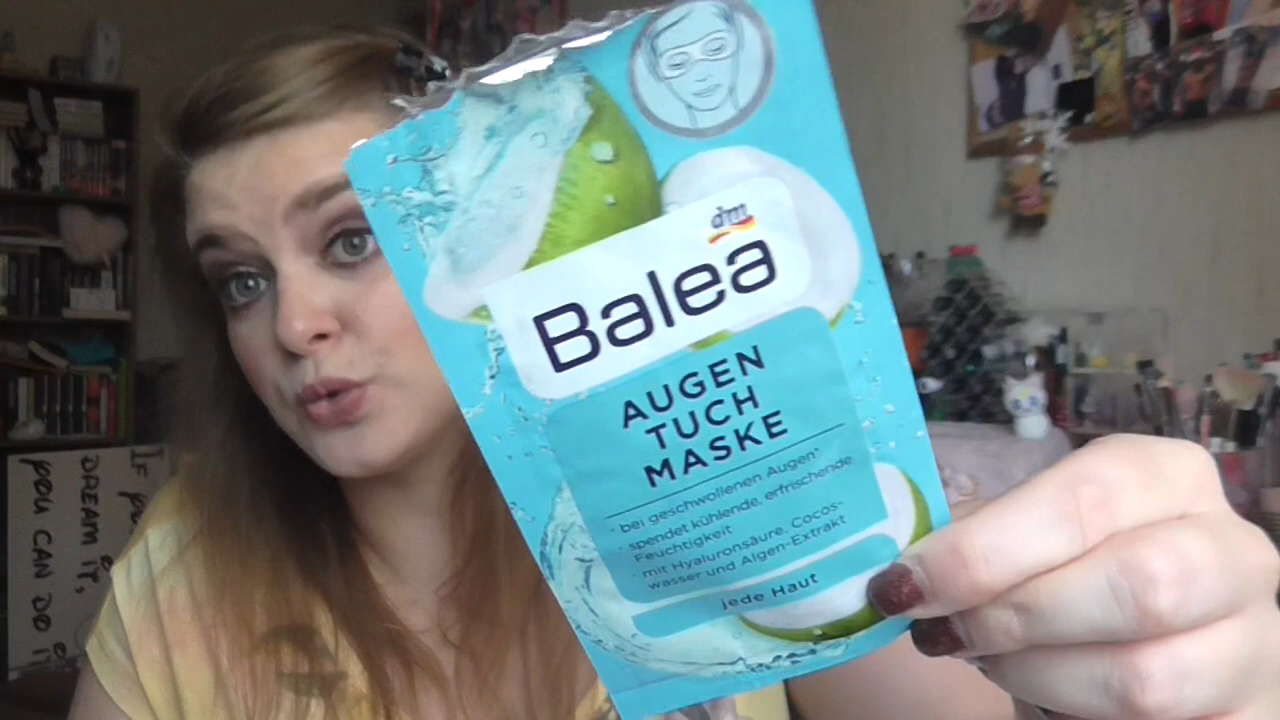 dm
Balea
AUGEN
TUCH
MASKE
· bei geschwollenen Augen*
· spendet kühlende, erfrischende
Feuchtigkeit
· mit Hyaluronsäure, Cocos-
wasser und Algen-Extrakt
jede Haut
IF
DREAM IT,
YOU CAN DO